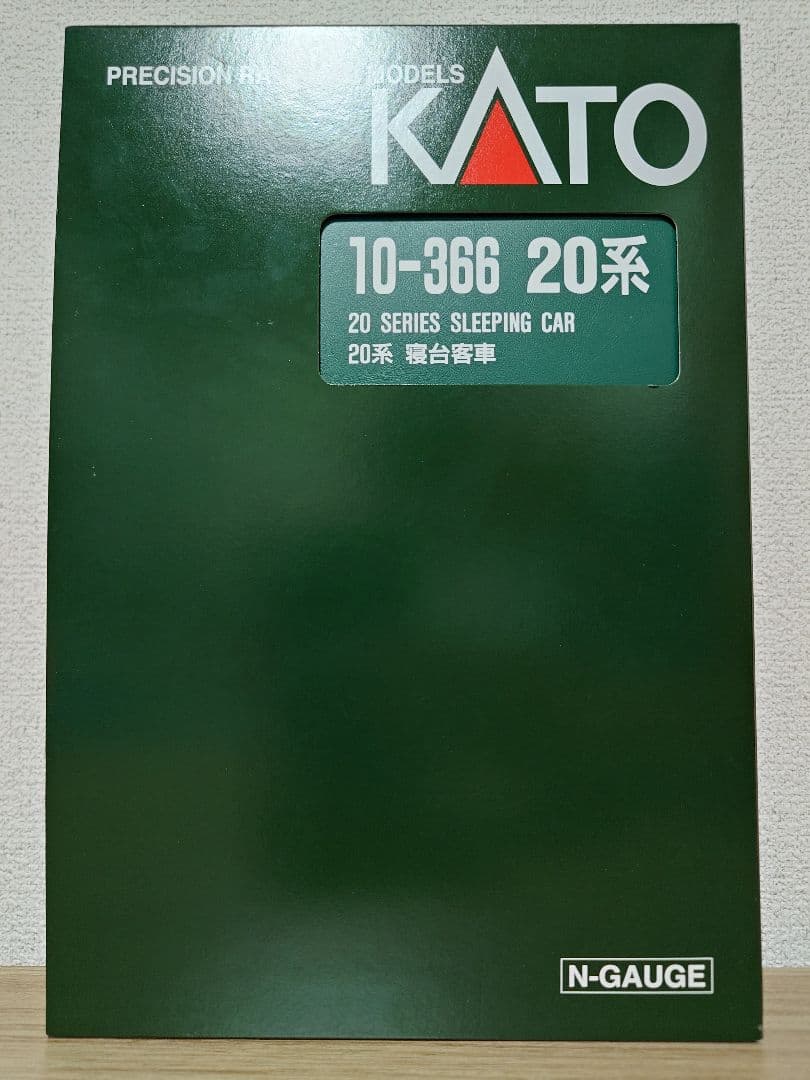 PRECISION MODELS
KATO
10-366 20系
20 SERIES SLEEPING CAR
20系 寝台客車
N-GAUGE